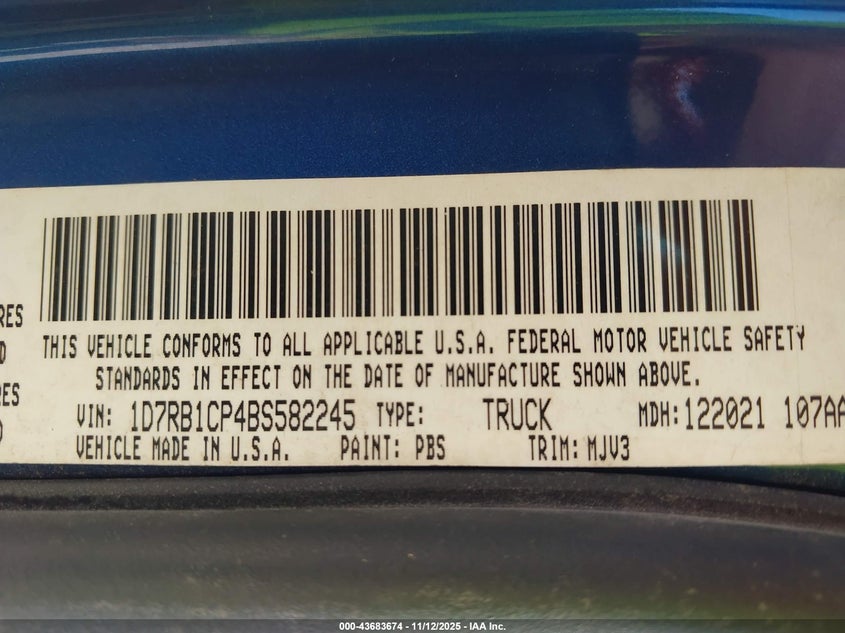 RES
THIS VEHICLE CONFORMS TO ALL APPLICABLE U.S.A. FEDERAL MOTOR VEHICLE SAFETY
D
STANDARDS IN EFFECT ON THE DATE OF MANUFACTURE SHOWN ABOVE.
RES
VIN: 1D7RB1CP4BS582245 TYPE: TRUCK MDH: 122021 107AA
)
VEHICLE MADE IN U.S.A. PAINT: PBS TRIM: MJV3
000-43683674 - 11/12/2025 - IAA Inc.